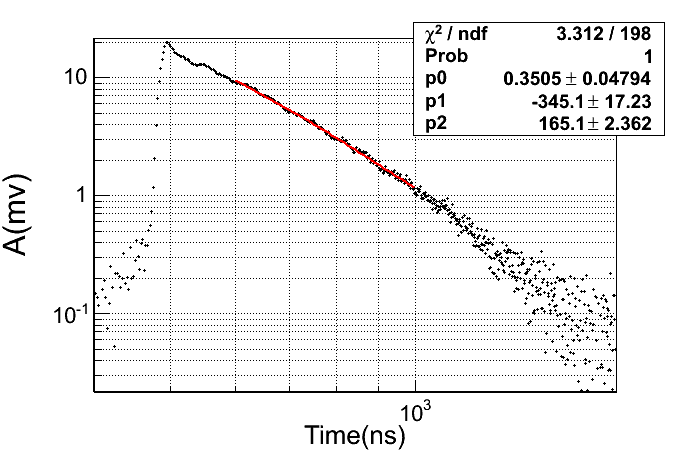 χ² / ndf 3.312 / 198
Prob 1
p0 0.3505 ± 0.04794
p1 -345.1 ± 17.23
p2 165.1 ± 2.362
10
1
10⁻¹
A(mv)
10³
Time(ns)